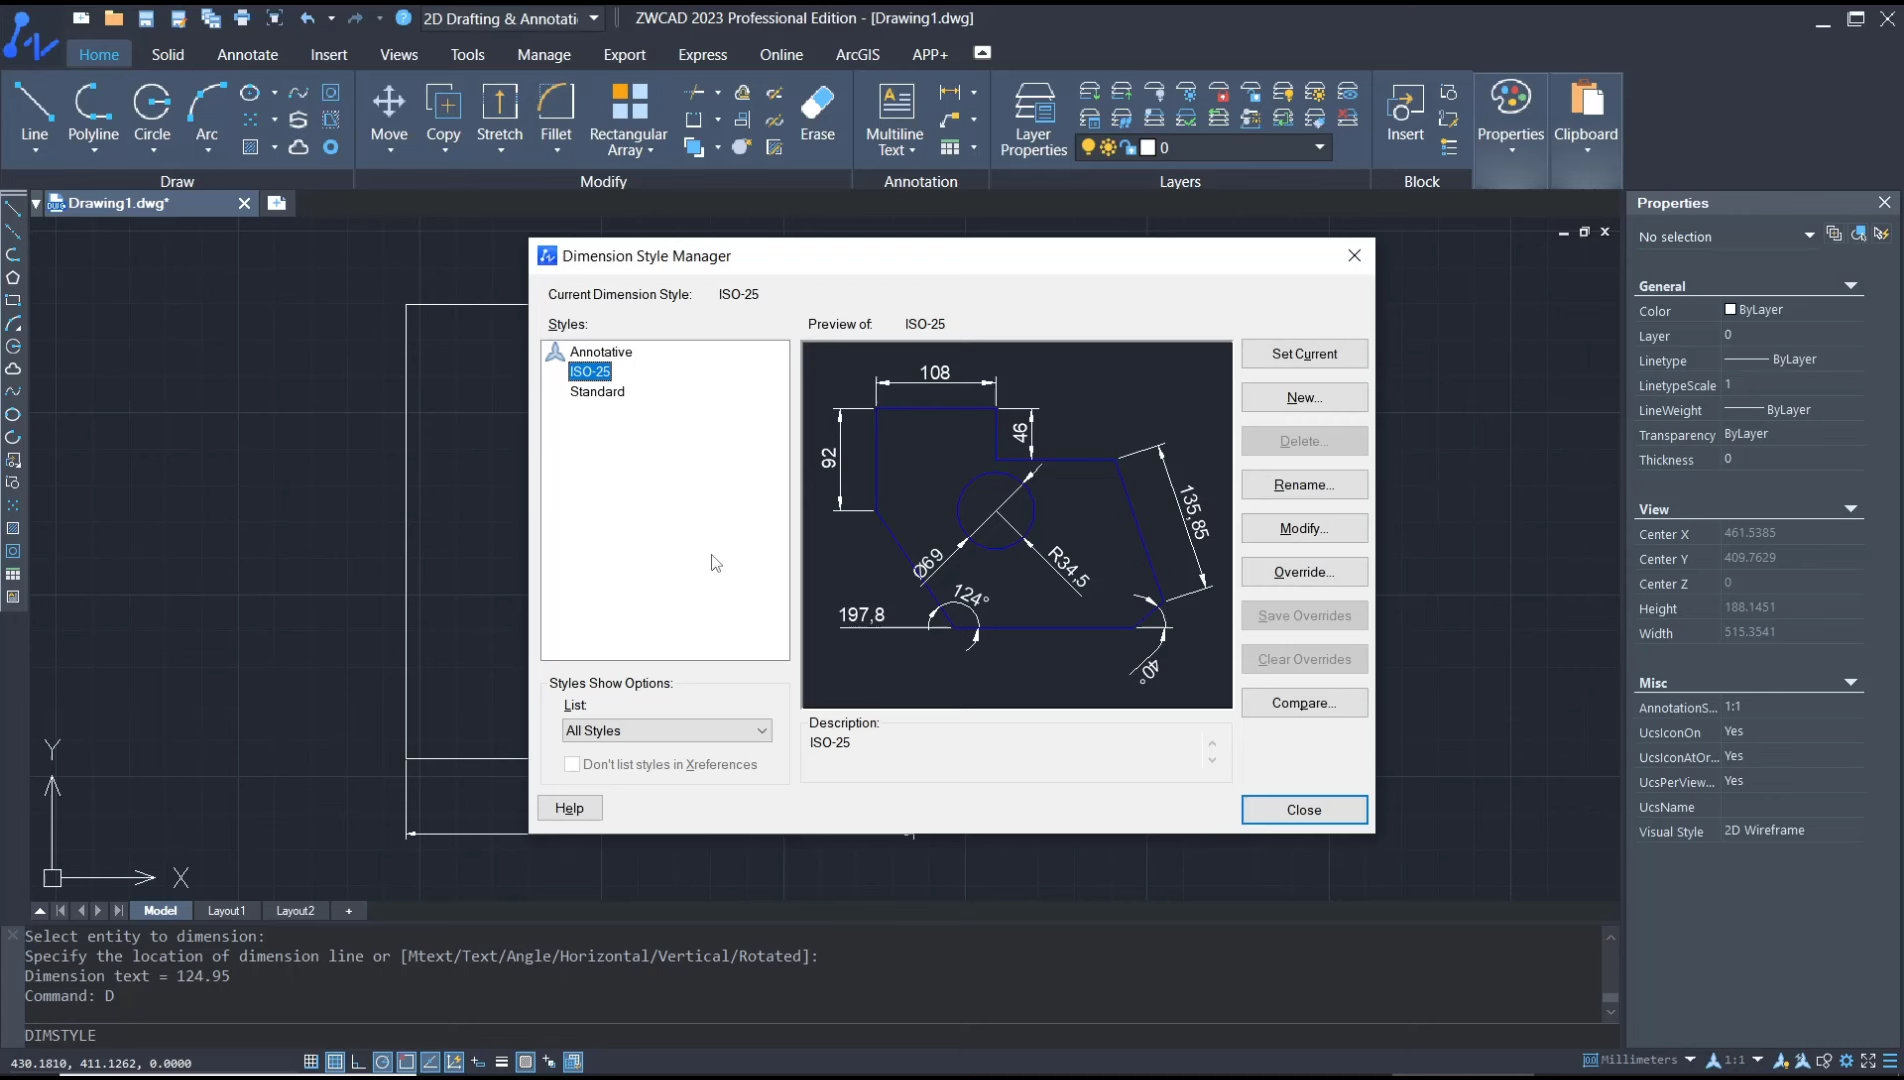 2D Drafting & Annotati
ZWCAD 2023 Professional Edition - [Drawing1.dwg]
Home
Solid
Annotate
Insert
Views
Tools
Manage
Export
Express
Online
ArcGIS
APP+
Line
Polyline
Circle
Arc
Move
Copy
Stretch
Fillet
Rectangular
Array
Erase
Multiline
Text
Layer
Properties
0
Insert
Properties
Clipboard
Draw
Modify
Annotation
Layers
Block
Drawing1.dwg*
Dimension Style Manager
Current Dimension Style: ISO-25
Styles:
Preview of: ISO-25
Annotative
ISO-25
Standard
108
92
46
135,85
Ø69
R34,5
124°
197,8
40°
Set Current
New...
Delete...
Rename...
Modify...
Override...
Save Overrides
Clear Overrides
Compare...
Styles Show Options:
List:
All Styles
Don't list styles in Xreferences
Description:
ISO-25
Help
Close
Properties
No selection
General
Color ByLayer
Layer 0
Linetype ByLayer
LinetypeScale 1
LineWeight ByLayer
Transparency ByLayer
Thickness 0
View
Center X 461.5385
Center Y 409.7629
Center Z 0
Height 188.1451
Width 515.3541
Misc
AnnotationS... 1:1
UcsIconOn Yes
UcsIconAtOr... Yes
UcsPerView... Yes
UcsName
Visual Style 2D Wireframe
Y
X
Model
Layout1
Layout2
+
Select entity to dimension:
Specify the location of dimension line or [Mtext/Text/Angle/Horizontal/Vertical/Rotated]:
Dimension text = 124.95
Command: D
DIMSTYLE
430.1810, 411.1262, 0.0000
Millimeters
1:1